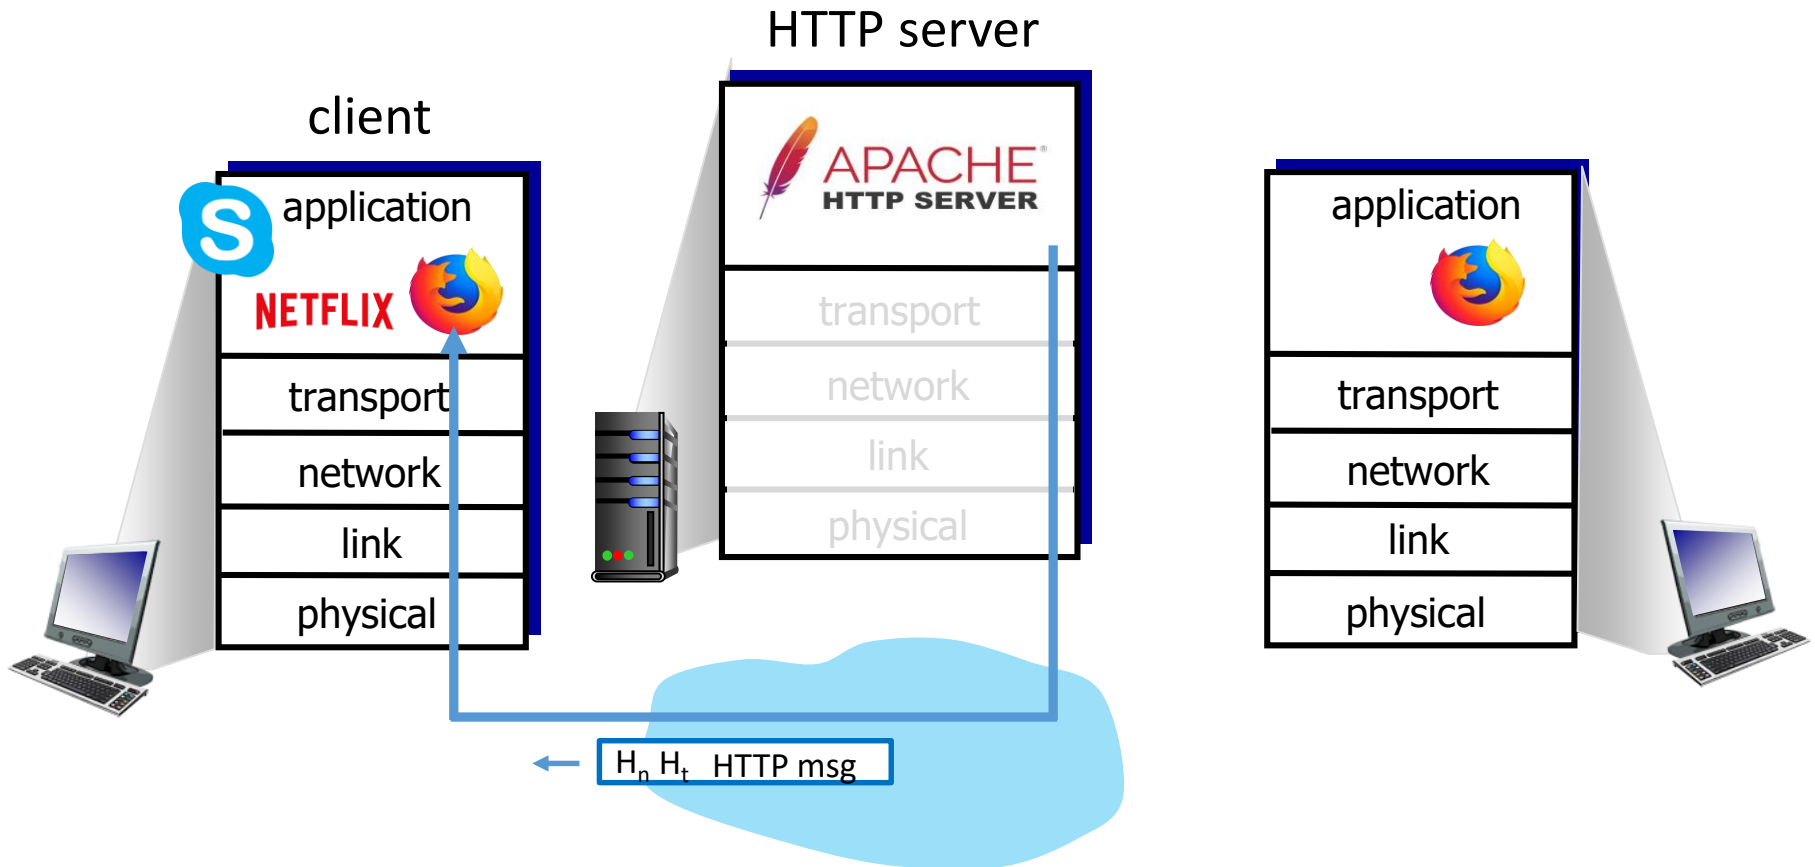 HTTP server
client
application
NETFLIX
transport
network
link
physical
APACHE®
HTTP SERVER
transport
network
link
physical
application
transport
network
link
physical
Hn Ht HTTP msg